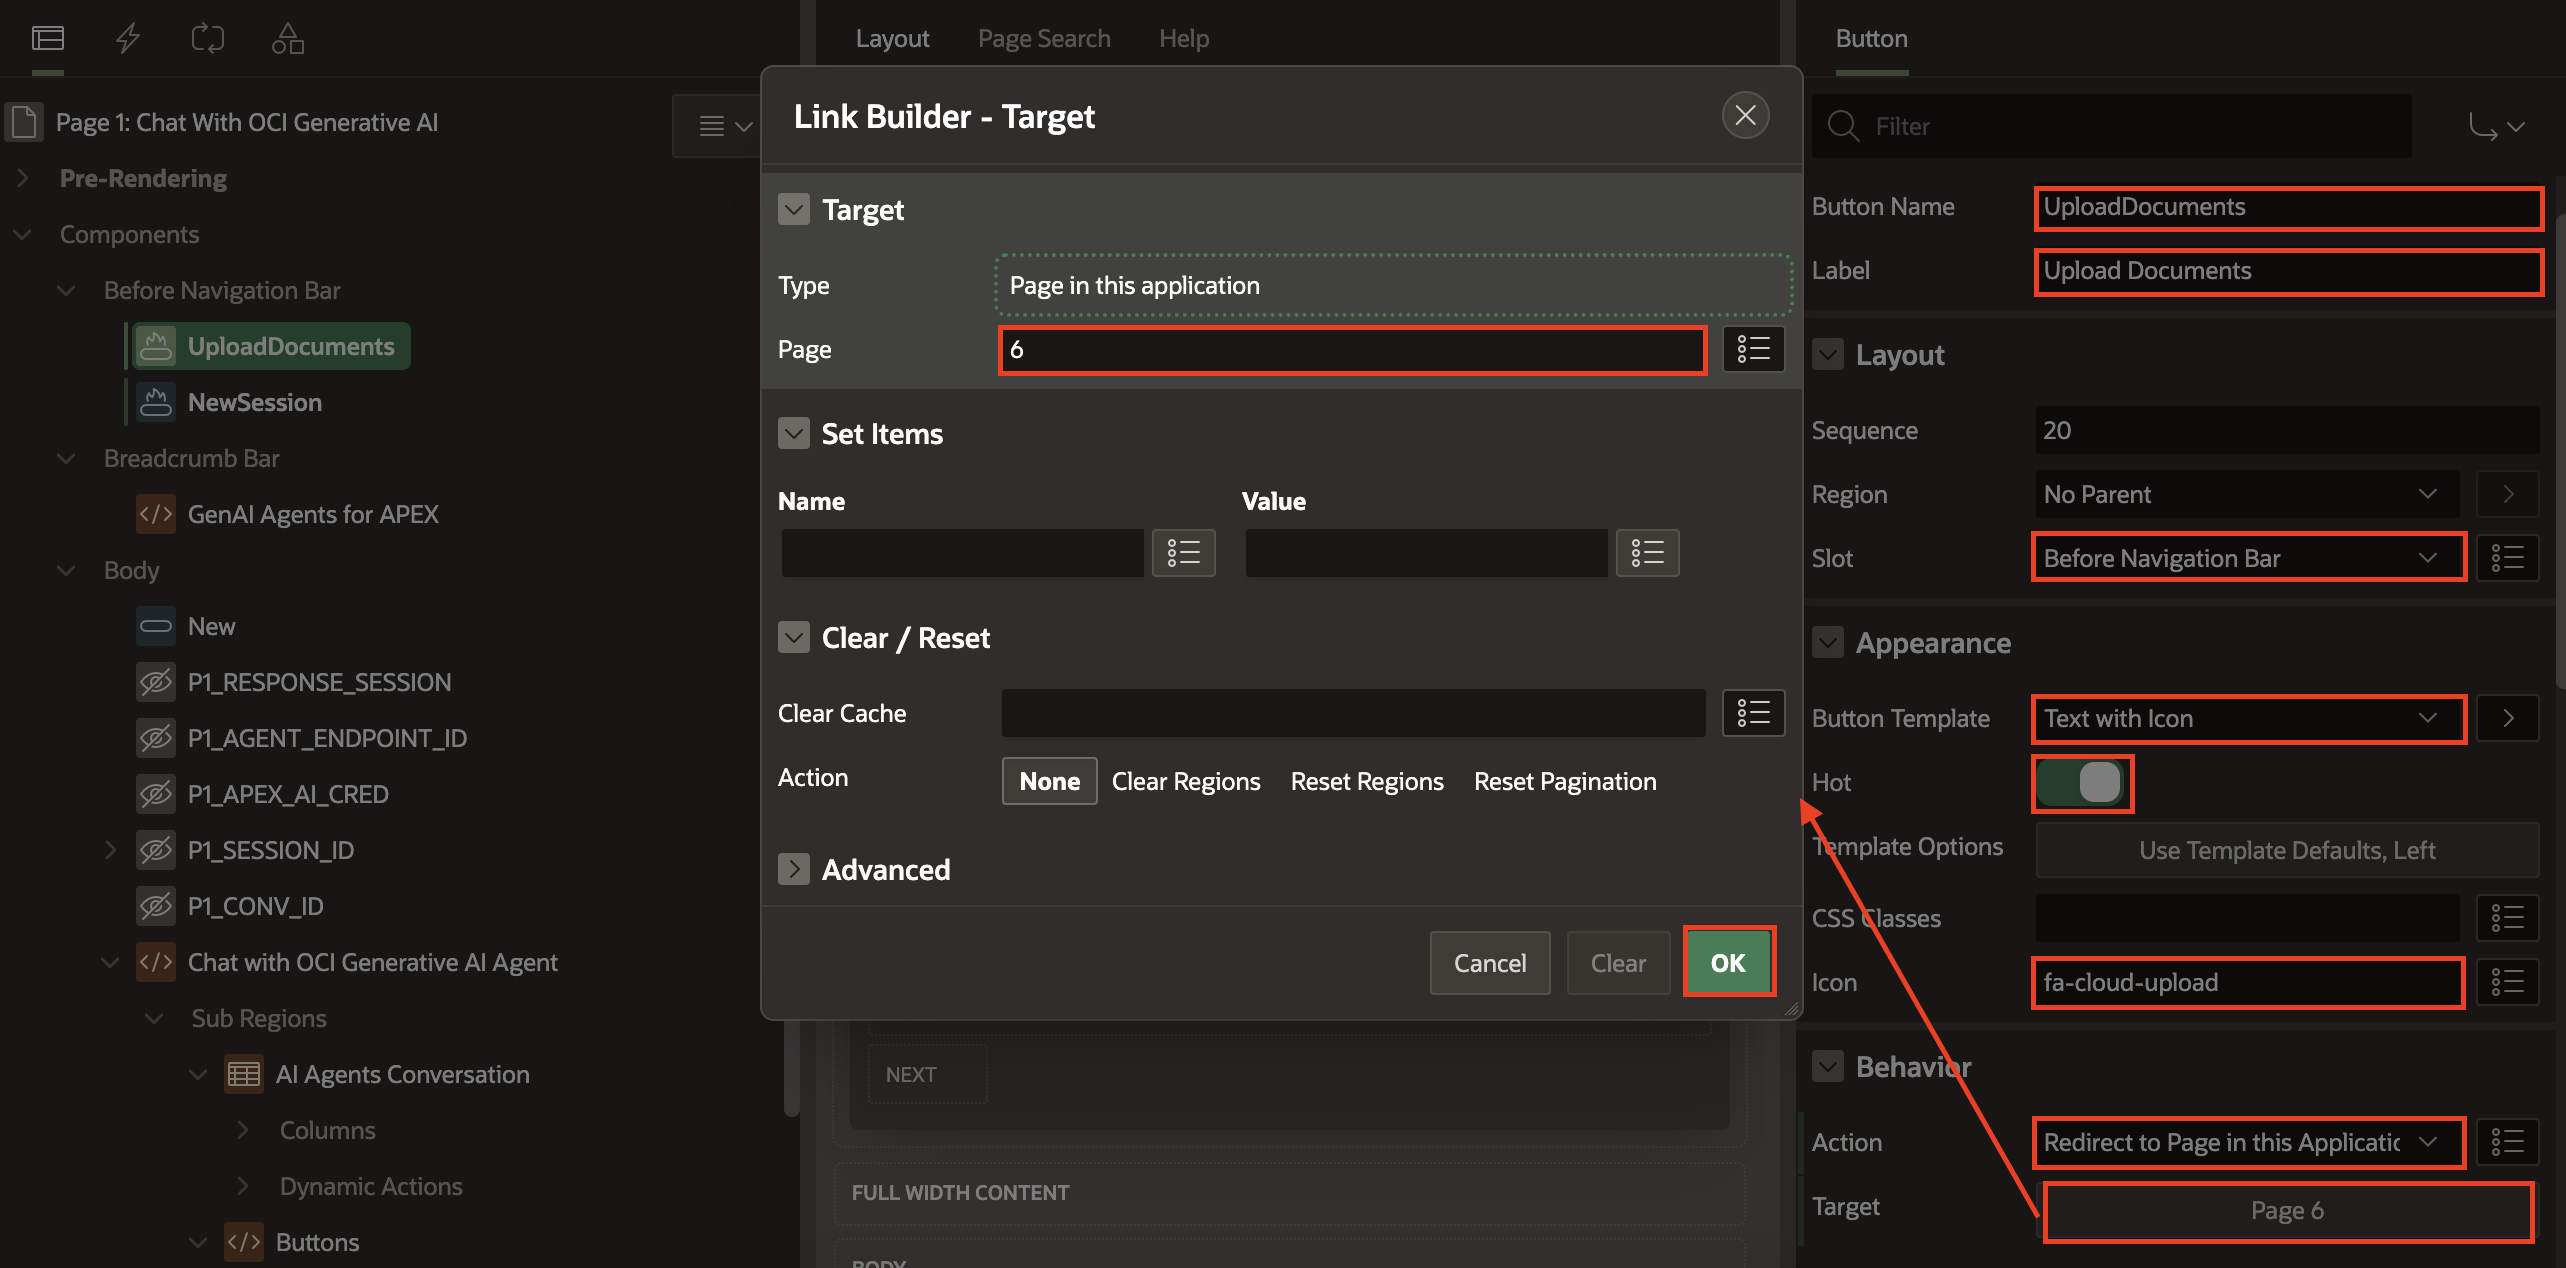 Page 1: Chat With OCI Generative AI
Pre-Rendering
Components
Before Navigation Bar
UploadDocuments
NewSession
Breadcrumb Bar
GenAI Agents for APEX
Body
New
P1_RESPONSE_SESSION
P1_AGENT_ENDPOINT_ID
P1_APEX_AI_CRED
P1_SESSION_ID
P1_CONV_ID
Chat with OCI Generative AI Agent
Sub Regions
AI Agents Conversation
Columns
Dynamic Actions
Buttons
Layout Page Search Help
Link Builder - Target
Target
Type Page in this application
Page 6
Set Items
Name Value
Clear / Reset
Clear Cache
Action None Clear Regions Reset Regions Reset Pagination
Advanced
Cancel Clear OK
NEXT
FULL WIDTH CONTENT
BODY
Button
Filter
Button Name UploadDocuments
Label Upload Documents
Layout
Sequence 20
Region No Parent
Slot Before Navigation Bar
Appearance
Button Template Text with Icon
Hot
Template Options Use Template Defaults, Left
CSS Classes
Icon fa-cloud-upload
Behavior
Action Redirect to Page in this Applicatic
Target Page 6